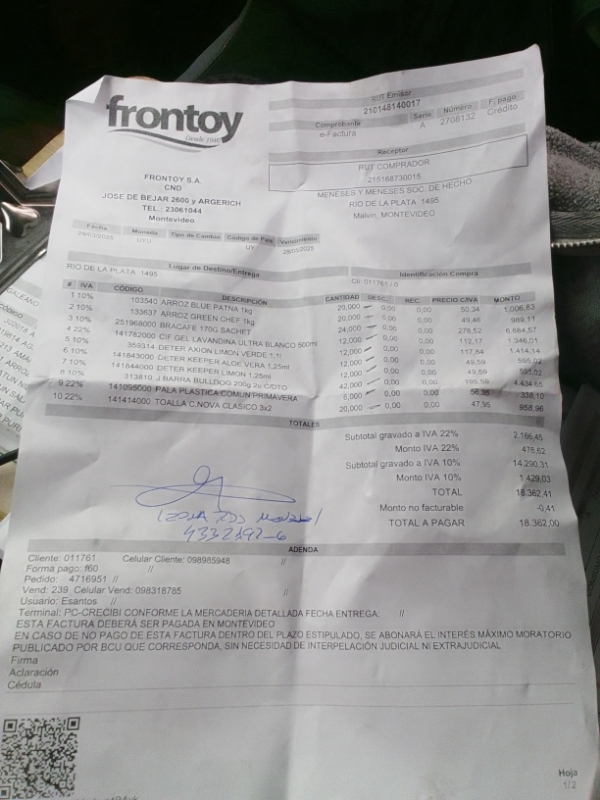 frontoy
Desde 1940
RUT Emisor
210148140017
Comprobante Serie Número F. pago
e-Factura A 2708132 Crédito
Receptor
RUT COMPRADOR
215168730015
FRONTOY S.A.
CND
JOSE DE BEJAR 2600 y ARGERICH
TEL.: 23061044
Montevideo
MENESES Y MENESES SOC. DE HECHO
RIO DE LA PLATA 1495
Malvin, MONTEVIDEO
Fecha Moneda Tipo de Cambio Código de País Vencimiento
UYU UY
Lugar de Destino/Entrega Identificación Compra
RIO DE LA PLATA 1495
# IVA CÓDIGO DESCRIPCIÓN CANTIDAD DESC. REC. PRECIO C/IVA MONTO
1 10% 103540 ARROZ BLUE PATNA 1kg 20,000 0,00 0,00 50,34 1.006,83
2 10% 133637 ARROZ GREEN CHEF 1kg 20,000 0,00 0,00 49,46 989,11
3 10% 251968000 BRACAFE 170G SACHET 24,000 0,00 0,00 278,52 6.684,57
4 22% 141782000 CIF GEL LAVANDINA ULTRA BLANCO 500ml 12,000 0,00 0,00 112,17 1.346,01
5 10% 359314 DETER AXION LIMON VERDE 1,1l 12,000 0,00 0,00 117,84 1.414,14
6 10% 141843000 DETER KEEPER ALOE VERA 1,25ml 12,000 0,00 0,00 49,59
7 10% 141844000 DETER KEEPER LIMON 1,25ml 12,000 0,00 0,00 49,59
8 10% 313810 J.BARRA BULLDOG 200g 2u C/DTO 42,000 0,00 0,00 105,59 4.434,65
9 22% 141095000 PALA PLASTICA COMUN PRIMAVERA 6,000 0,00 0,00 56,35 338,10
10 22% 141414000 TOALLA C.NOVA CLASICO 3x2 20,000 0,00 0,00 47,95 958,96
TOTALES
Subtotal gravado a IVA 22% 2.166,45
Monto IVA 22% 476,62
Subtotal gravado a IVA 10% 14.290,31
Monto IVA 10% 1.429,03
TOTAL 18.362,41
Monto no facturable -0,41
TOTAL A PAGAR 18.362,00
4332192-6
ADENDA
Cliente: 011761 Celular Cliente: 098985948
Forma pago: f60 //
Pedido: 4716951 // //
Vend: 239 Celular Vend: 098318785
Usuario: Esantos //
Terminal: PC-CRECIBI CONFORME LA MERCADERIA DETALLADA FECHA ENTREGA: //
ESTA FACTURA DEBERÁ SER PAGADA EN MONTEVIDEO
EN CASO DE NO PAGO DE ESTA FACTURA DENTRO DEL PLAZO ESTIPULADO, SE ABONARÁ EL INTERÉS MÁXIMO MORATORIO
PUBLICADO POR BCU QUE CORRESPONDA, SIN NECESIDAD DE INTERPELACIÓN JUDICIAL NI EXTRAJUDICIAL
Firma
Aclaración
Cédula
Hoja
1/2